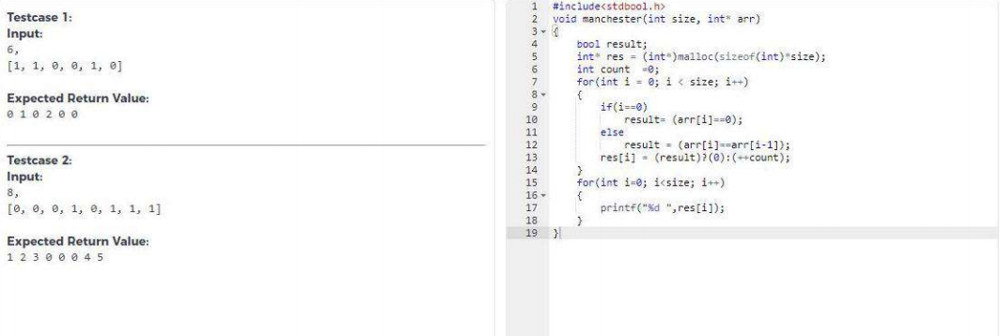 Testcase 1:
Input:
6,
[1, 1, 0, 0, 1, 0]
Expected Return Value:
0 1 0 2 0 0
Testcase 2:
Input:
8,
[0, 0, 0, 1, 0, 1, 1, 1]
Expected Return Value:
1 2 3 0 0 0 4 5
1 #include<stdbool.h>
2 void manchester(int size, int* arr)
3 {
4 bool result;
5 int* res = (int*)malloc(sizeof(int)*size);
6 int count =0;
7 for(int i = 0; i < size; i++)
8 {
9 if(i==0)
10 result= (arr[i]==0);
11 else
12 result = (arr[i]==arr[i-1]);
13 res[i] = (result)?(0):(++count);
14 }
15 for(int i=0; i<size; i++)
16 {
17 printf("%d ",res[i]);
18 }
19 }